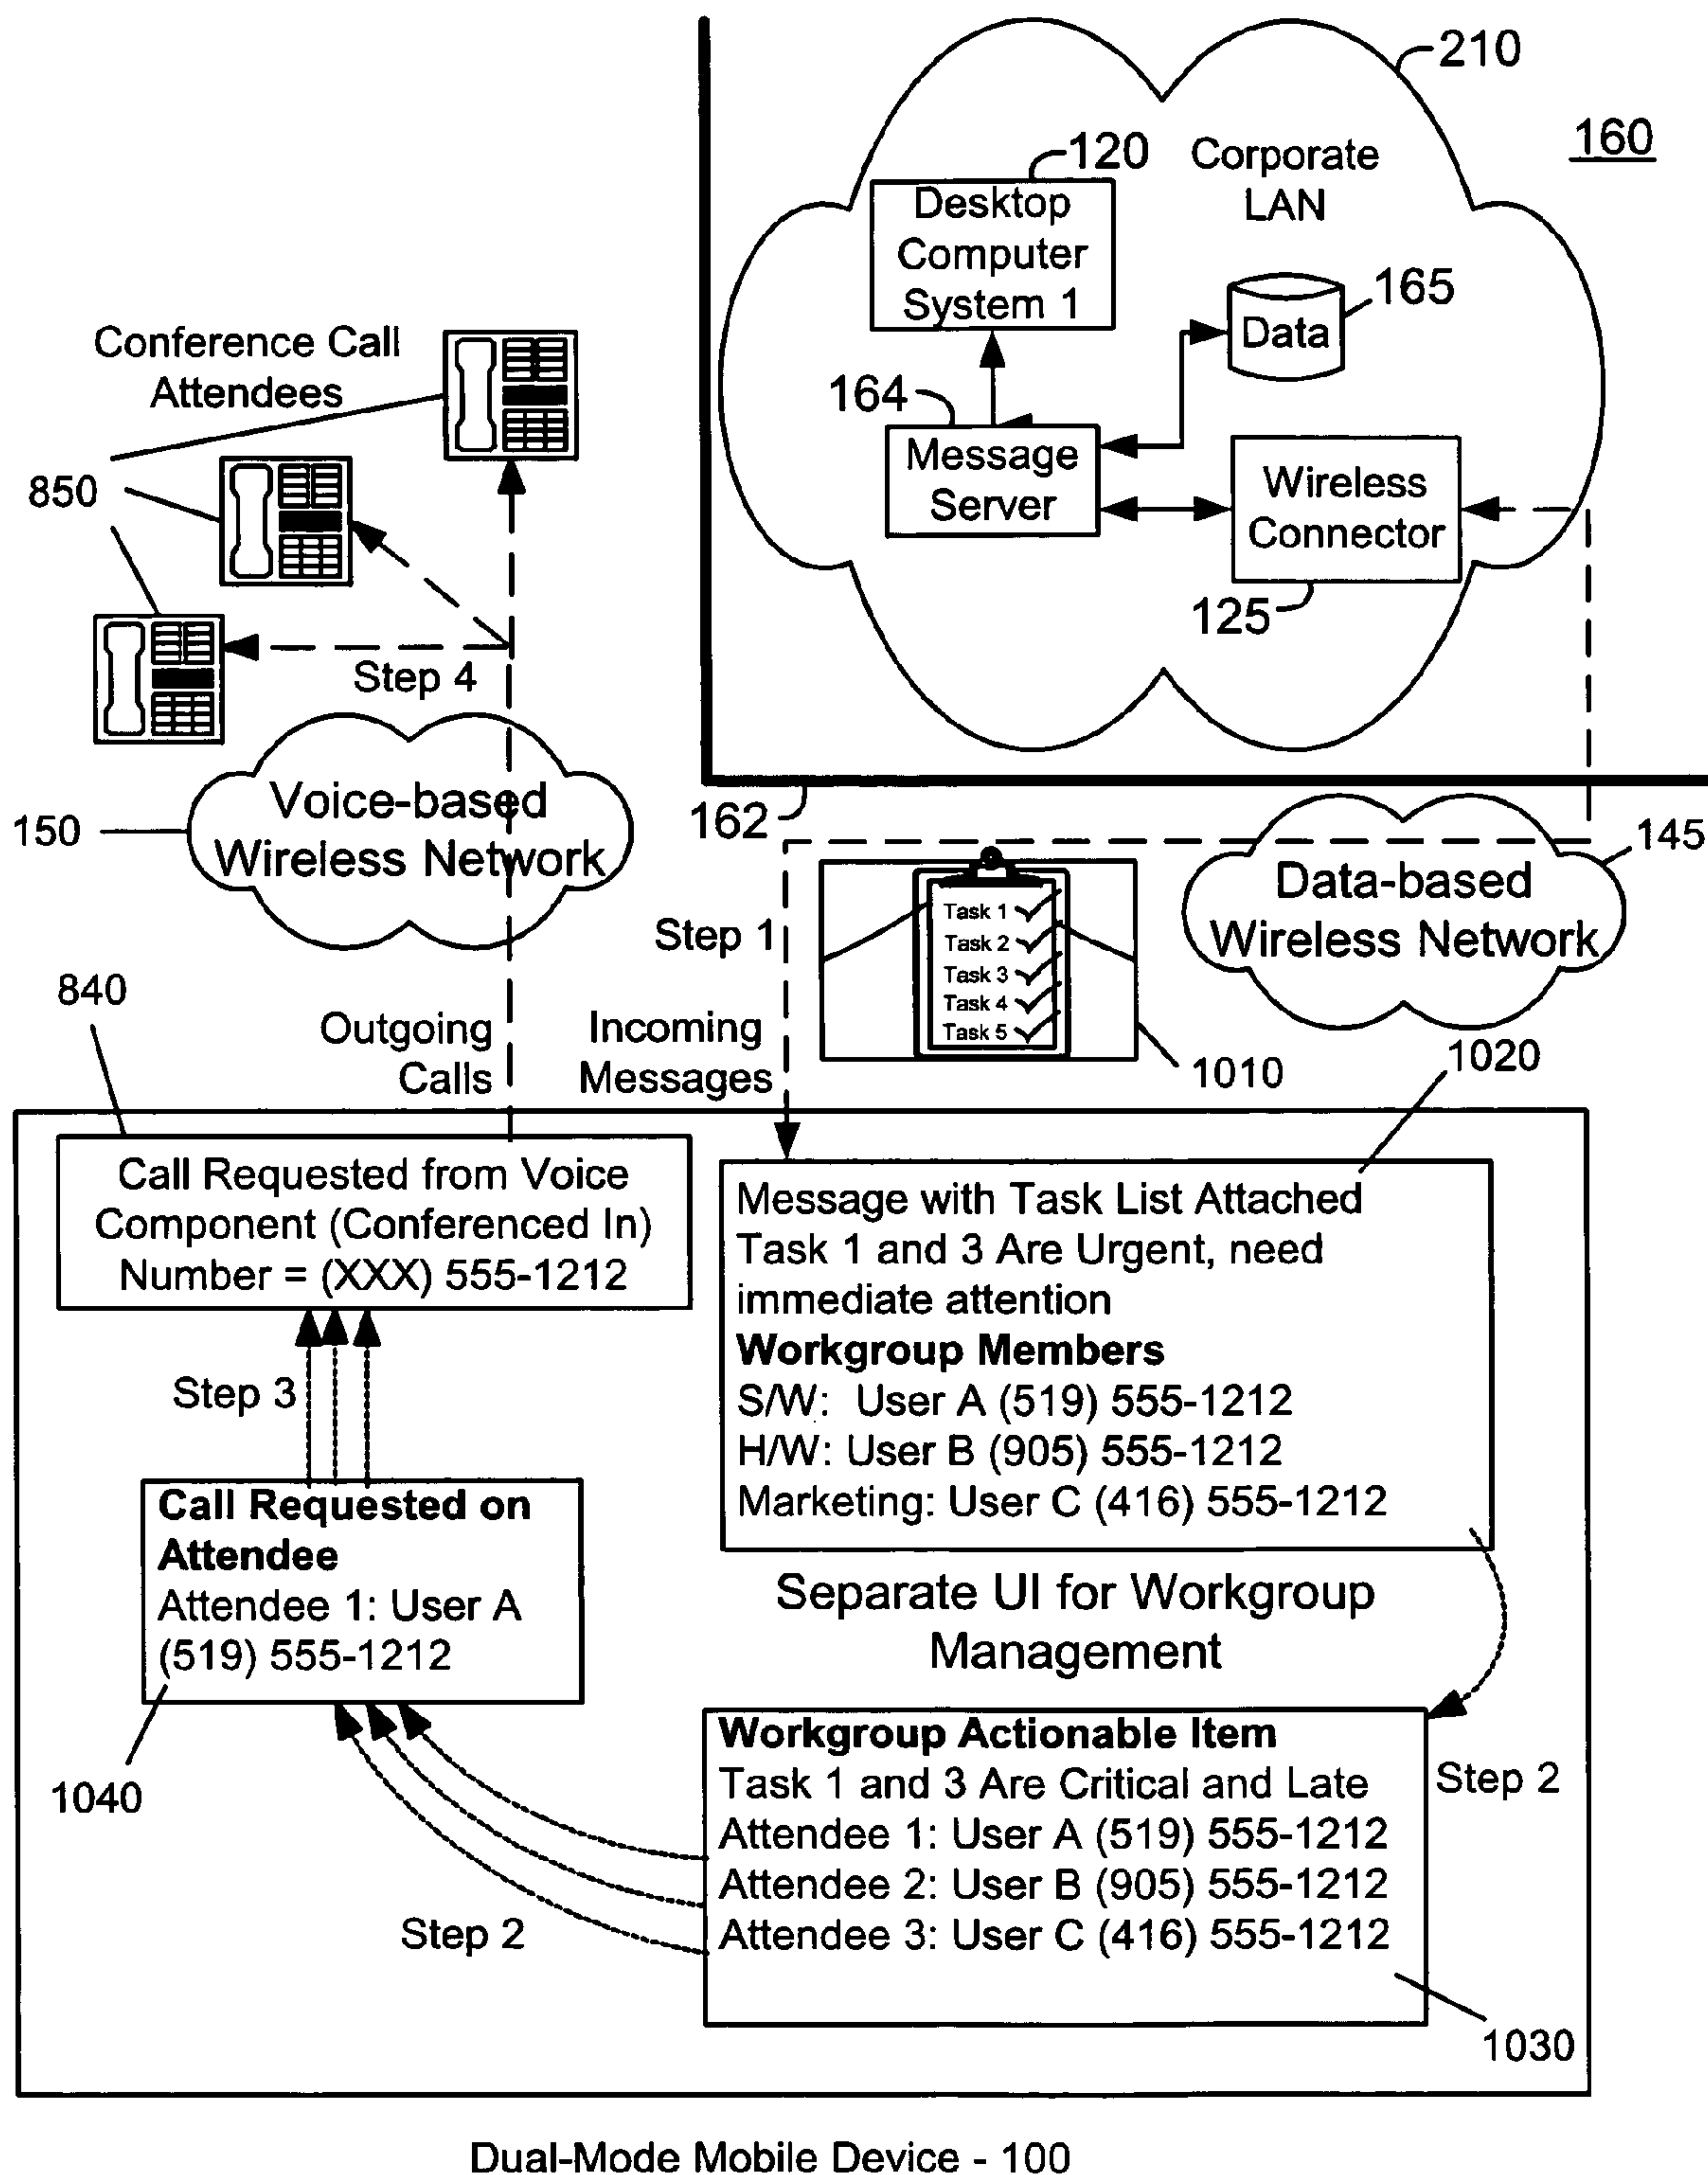 210
160
120
Corporate
LAN
Desktop
Computer
System 1
165
Data
Conference Call
Attendees
164
Message
Server
Wireless
Connector
850
125
Step 4
Voice-based
Wireless Network
150
162
145
Data-based
Wireless Network
Step 1
Task 1
Task 2
Task 3
Task 4
Task 5
840
Outgoing
Calls
Incoming
Messages
1010
1020
Call Requested from Voice
Component (Conferenced In)
Number = (XXX) 555-1212
Message with Task List Attached
Task 1 and 3 Are Urgent, need
immediate attention
Workgroup Members
S/W: User A (519) 555-1212
H/W: User B (905) 555-1212
Marketing: User C (416) 555-1212
Step 3
Call Requested on
Attendee
Attendee 1: User A
(519) 555-1212
Separate UI for Workgroup
Management
1040
Workgroup Actionable Item
Task 1 and 3 Are Critical and Late
Attendee 1: User A (519) 555-1212
Attendee 2: User B (905) 555-1212
Attendee 3: User C (416) 555-1212
Step 2
Step 2
1030
Dual-Mode Mobile Device - 100